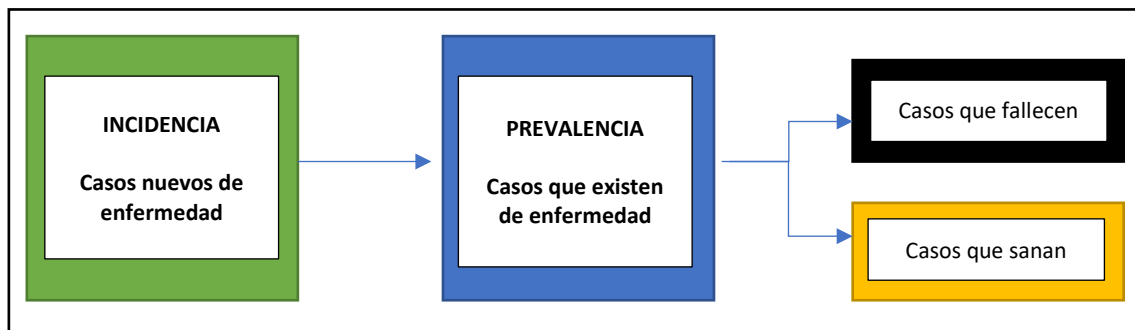 INCIDENCIA
Casos nuevos de
enfermedad
PREVALENCIA
Casos que existen
de enfermedad
Casos que fallecen
Casos que sanan